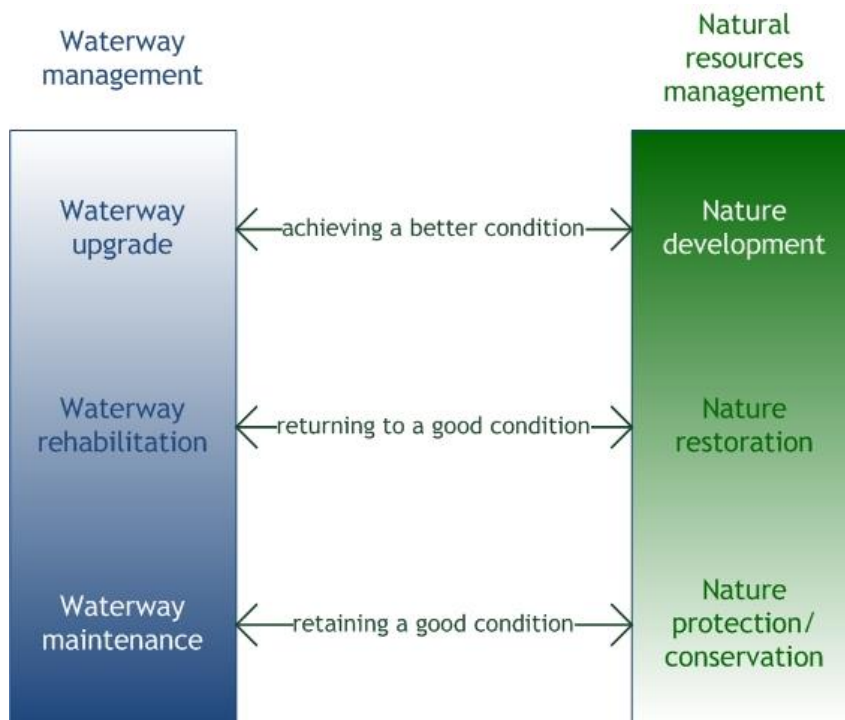 Waterway
management
Natural
resources
management
Waterway
upgrade
achieving a better condition
Nature
development
Waterway
rehabilitation
returning to a good condition
Nature
restoration
Waterway
maintenance
retaining a good condition
Nature
protection/
conservation